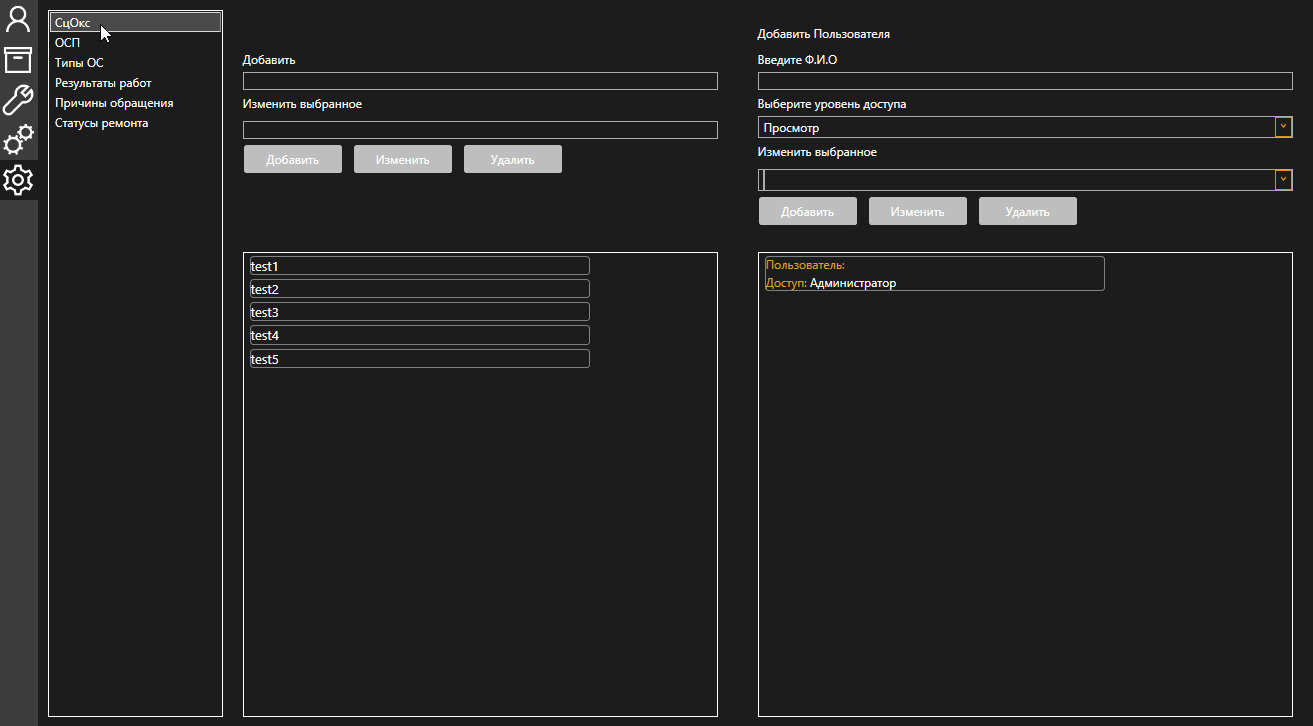 СцОкс
ОСП
Типы ОС
Результаты работ
Причины обращения
Статусы ремонта
Добавить
Изменить выбранное
Добавить
Изменить
Удалить
test1
test2
test3
test4
test5
Добавить Пользователя
Введите Ф.И.О
Выберите уровень доступа
Просмотр
Изменить выбранное
Добавить
Изменить
Удалить
Пользователь:
Доступ: Администратор